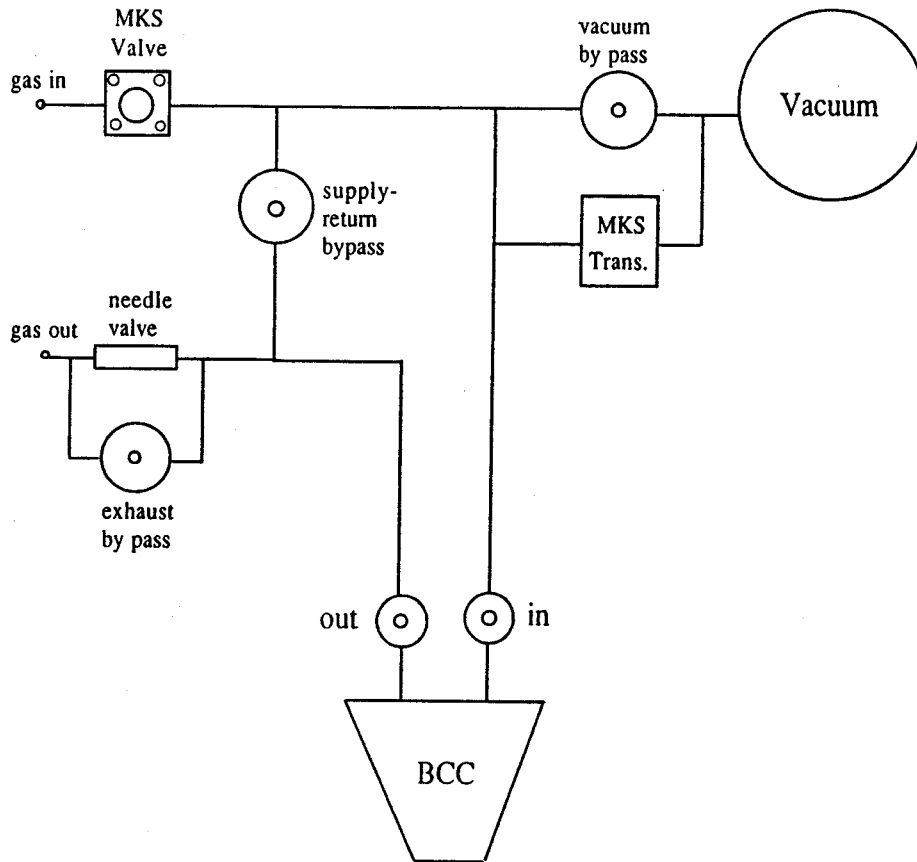 MKS
Valve
gas in
vacuum
by pass
Vacuum
supply-
return
bypass
MKS
Trans.
needle
valve
gas out
exhaust
by pass
out
in
BCC